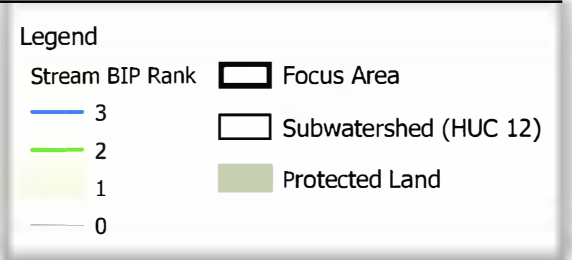 Legend
Stream BIP Rank
3
2
1
0
Focus Area
Subwatershed (HUC 12)
Protected Land